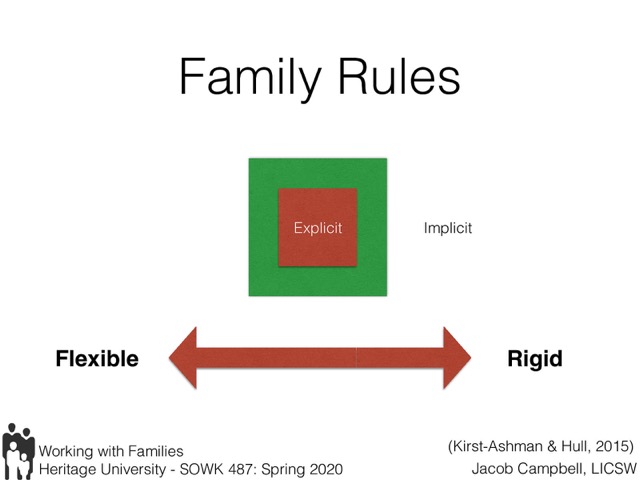 Family Rules
Explicit
Implicit
Flexible
Rigid
Working with Families
Heritage University - SOWK 487: Spring 2020
(Kirst-Ashman & Hull, 2015)
Jacob Campbell, LICSW